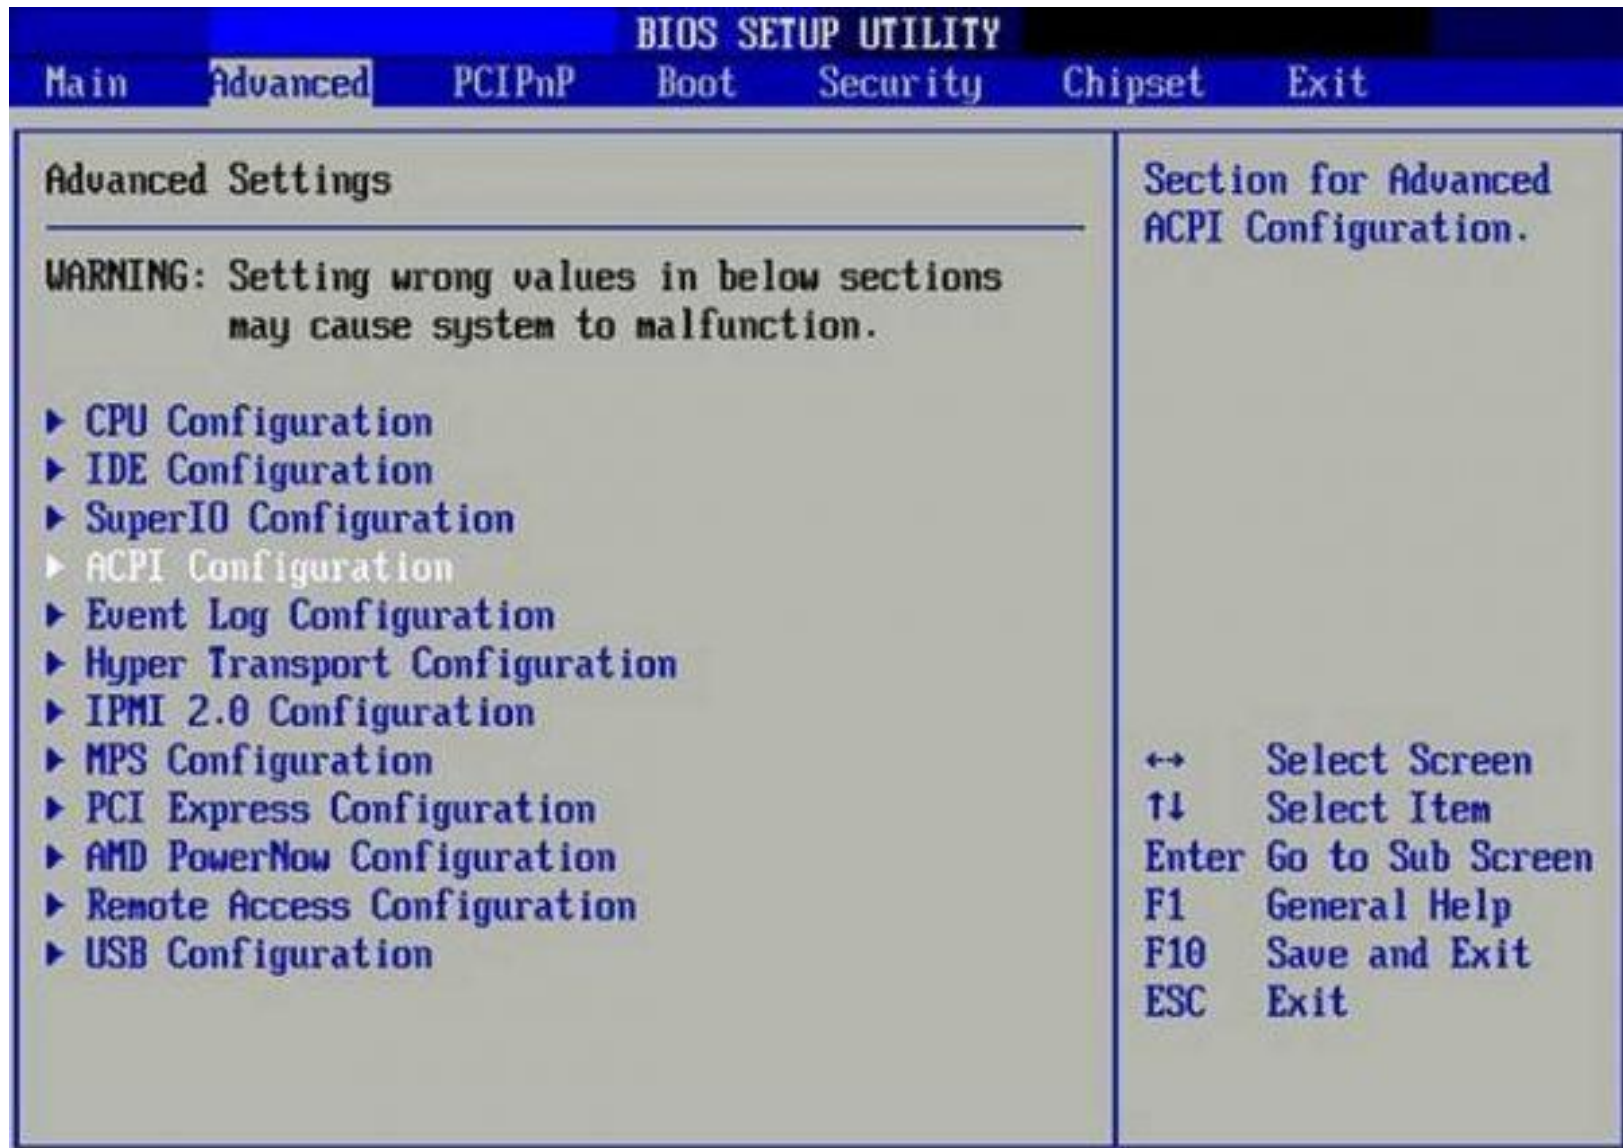 BIOS SETUP UTILITY
Main Advanced PCIPnP Boot Security Chipset Exit
Advanced Settings
WARNING: Setting wrong values in below sections
may cause system to malfunction.
▶ CPU Configuration
▶ IDE Configuration
▶ SuperIO Configuration
▶ ACPI Configuration
▶ Event Log Configuration
▶ Hyper Transport Configuration
▶ IPMI 2.0 Configuration
▶ MPS Configuration
▶ PCI Express Configuration
▶ AMD PowerNow Configuration
▶ Remote Access Configuration
▶ USB Configuration
Section for Advanced
ACPI Configuration.
←→ Select Screen
↑↓ Select Item
Enter Go to Sub Screen
F1 General Help
F10 Save and Exit
ESC Exit